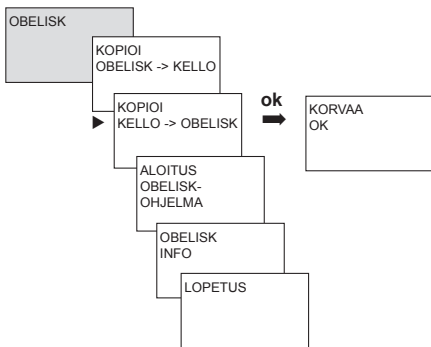 OBELISK
KOPIOI
OBELISK -> KELLO
KOPIOI
KELLO -> OBELISK
ok
KORVAA
OK
ALOITUS
OBELISK-
OHJELMA
OBELISK
INFO
LOPETUS